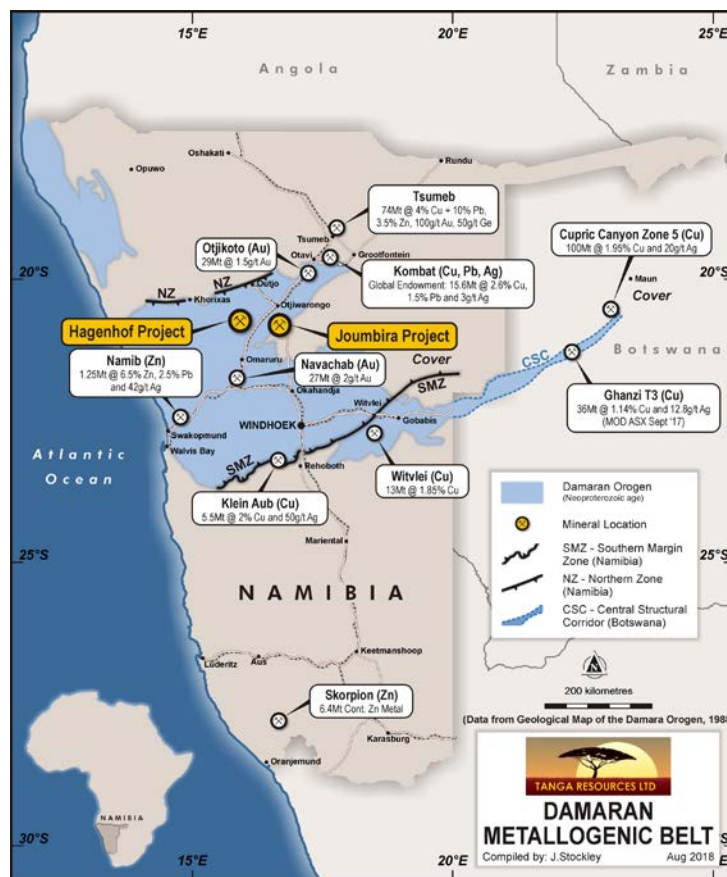 15°E
20°E
25°E
Angola
Zambia
Oshakati
Opuwo
Rundu
Tsumeb
74Mt @ 4% Cu + 10% Pb,
3.5% Zn, 100g/t Au, 50g/t Ge
Tsumeb
Otjikoto (Au)
29Mt @ 1.5g/t Au
Otavi
Grootfontein
Cupric Canyon Zone 5 (Cu)
100Mt @ 1.95% Cu and 20g/Ag
20°S
20°S
Kombat (Cu, Pb, Ag)
Global Endowment: 15.6Mt @ 2.6% Cu,
1.5% Pb and 3g/t Ag
Maun
Cover
NZ
NZ
Outjo
Khorixas
Otjiwarongo
Hagenhof Project
Joumbira Project
Botswana
Namib (Zn)
1.25Mt @ 6.5% Zn, 2.5% Pb
and 42g/t Ag
Omaruru
Navachab (Au)
27Mt @ 2g/t Au
Cover
SMZ
CSC
Okahandja
Witvlei
Gobabis
Ghanzi T3 (Cu)
36Mt @ 1.14% Cu and 12.8g/t Ag
(MOD ASX Sept '17)
Swakopmund
Walvis Bay
WINDHOEK
Atlantic
Ocean
SMZ
Rehoboth
Witvlei (Cu)
13Mt @ 1.85% Cu
Klein Aub (Cu)
5.5Mt @ 2% Cu and 50g/t Ag
Damaran Orogen
(Neoproterozoic age)
Mineral Location
SMZ - Southern Margin
Zone (Namibia)
NZ - Northern Zone
(Namibia)
CSC - Central Structural
Corridor (Botswana)
Mariental
25°S
25°S
NAMIBIA
Lüderitz
Aus
Keetmanshoop
N
200 kilometres
Skorpion (Zn)
6.4Mt Cont. Zn Metal
(Data from Geological Map of the Damara Orogen, 1988
Karasburg
Oranjemund
TANGA RESOURCES LTD
DAMARAN
METALLOGENIC BELT
Compiled by: J.Stockley
Aug 2018
NAMIBIA
30°S
15°E
20°E